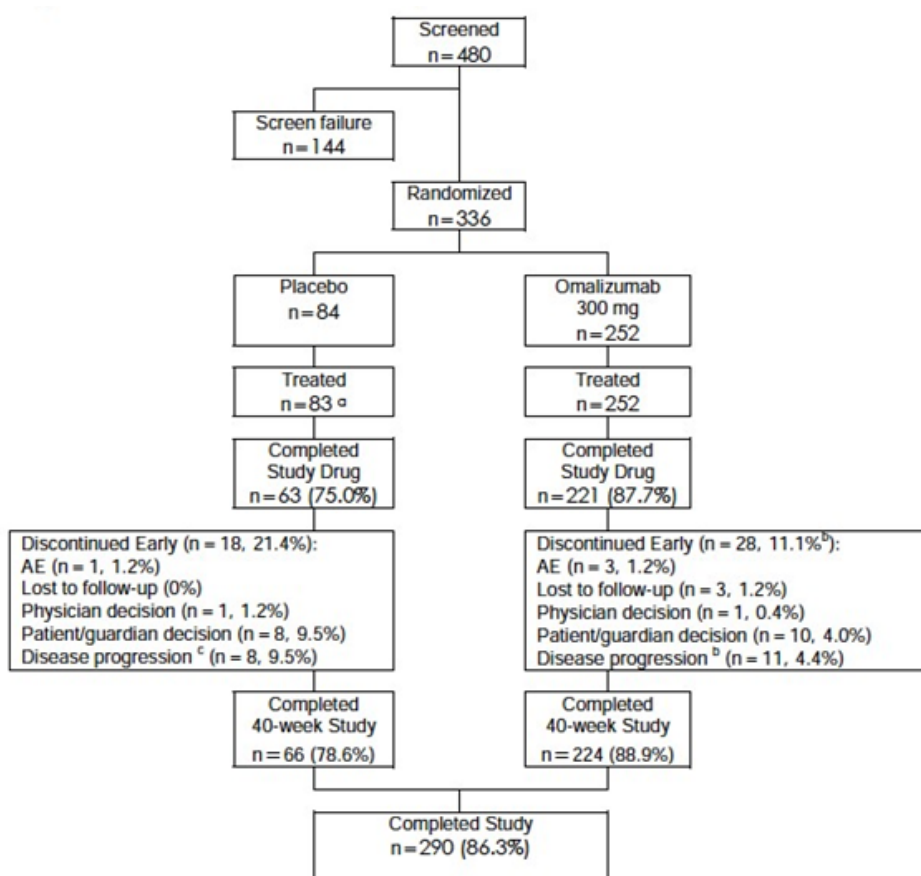 Screened
n=480
Screen failure
n=144
Randomized
n=336
Placebo
n=84
Omalizumab
300 mg
n=252
Treated
n=83 a
Treated
n=252
Completed
Study Drug
n=63 (75.0%)
Completed
Study Drug
n=221 (87.7%)
Discontinued Early (n = 18, 21.4%):
AE (n = 1, 1.2%)
Lost to follow-up (0%)
Physician decision (n = 1, 1.2%)
Patient/guardian decision (n = 8, 9.5%)
Disease progression c (n = 8, 9.5%)
Discontinued Early (n = 28, 11.1%b):
AE (n = 3, 1.2%)
Lost to follow-up (n = 3, 1.2%)
Physician decision (n = 1, 0.4%)
Patient/guardian decision (n = 10, 4.0%)
Disease progression b (n = 11, 4.4%)
Completed
40-week Study
n=66 (78.6%)
Completed
40-week Study
n=224 (88.9%)
Completed Study
n=290 (86.3%)